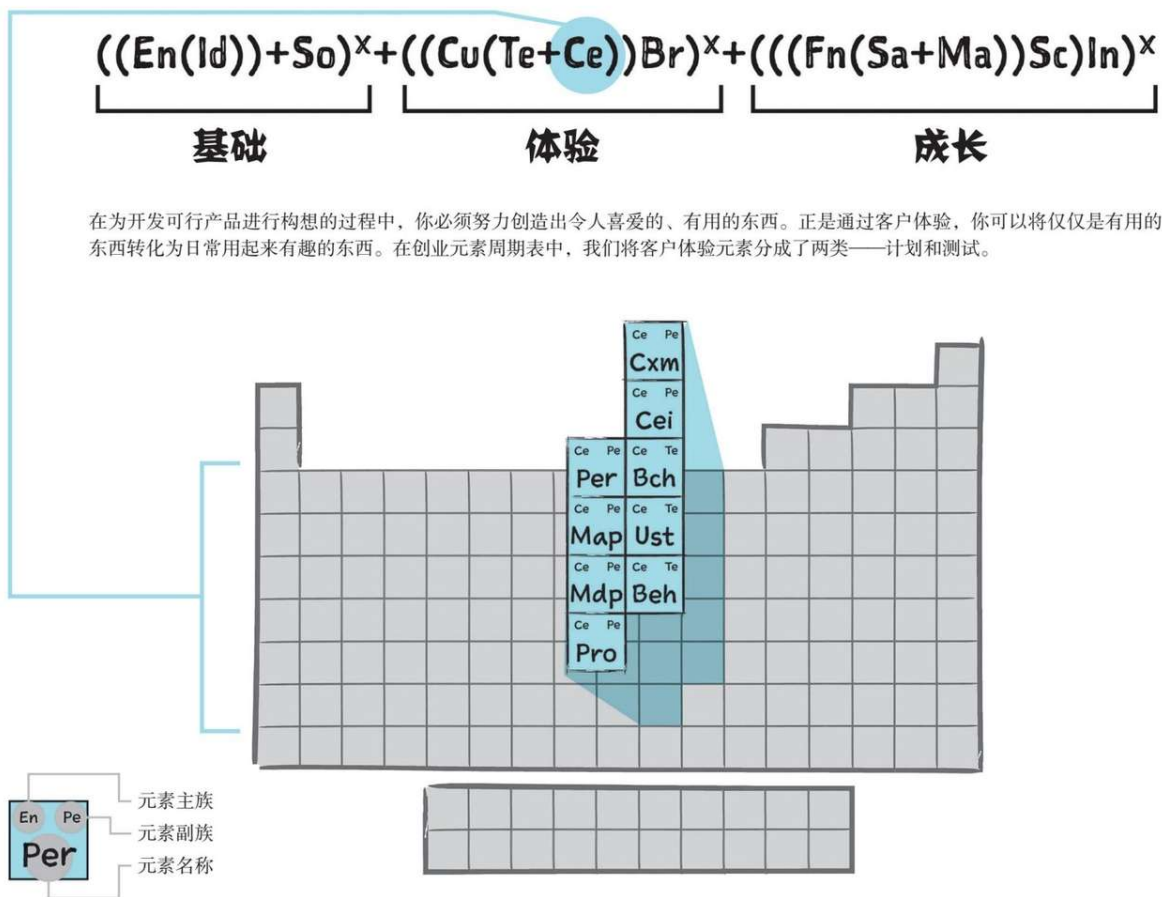 ((En(Id))+So)ˣ+((Cu(Te+Ce))Br)ˣ+(((Fn(Sa+Ma))Sc)In)ˣ
基础 体验 成长
在为开发可行产品进行构想的过程中，你必须努力创造出令人喜爱的、有用的东西。正是通过客户体验，你可以将仅仅是有用的
东西转化为日常用起来有趣的东西。在创业元素周期表中，我们将客户体验元素分成了两类——计划和测试。
Ce Pe
Cxm
Ce Pe
Cei
Ce Pe Ce Te
Per Bch
Ce Pe Ce Te
Map Ust
Ce Pe Ce Te
Mdp Beh
Ce Pe
Pro
元素主族
En Pe
元素副族
Per
元素名称